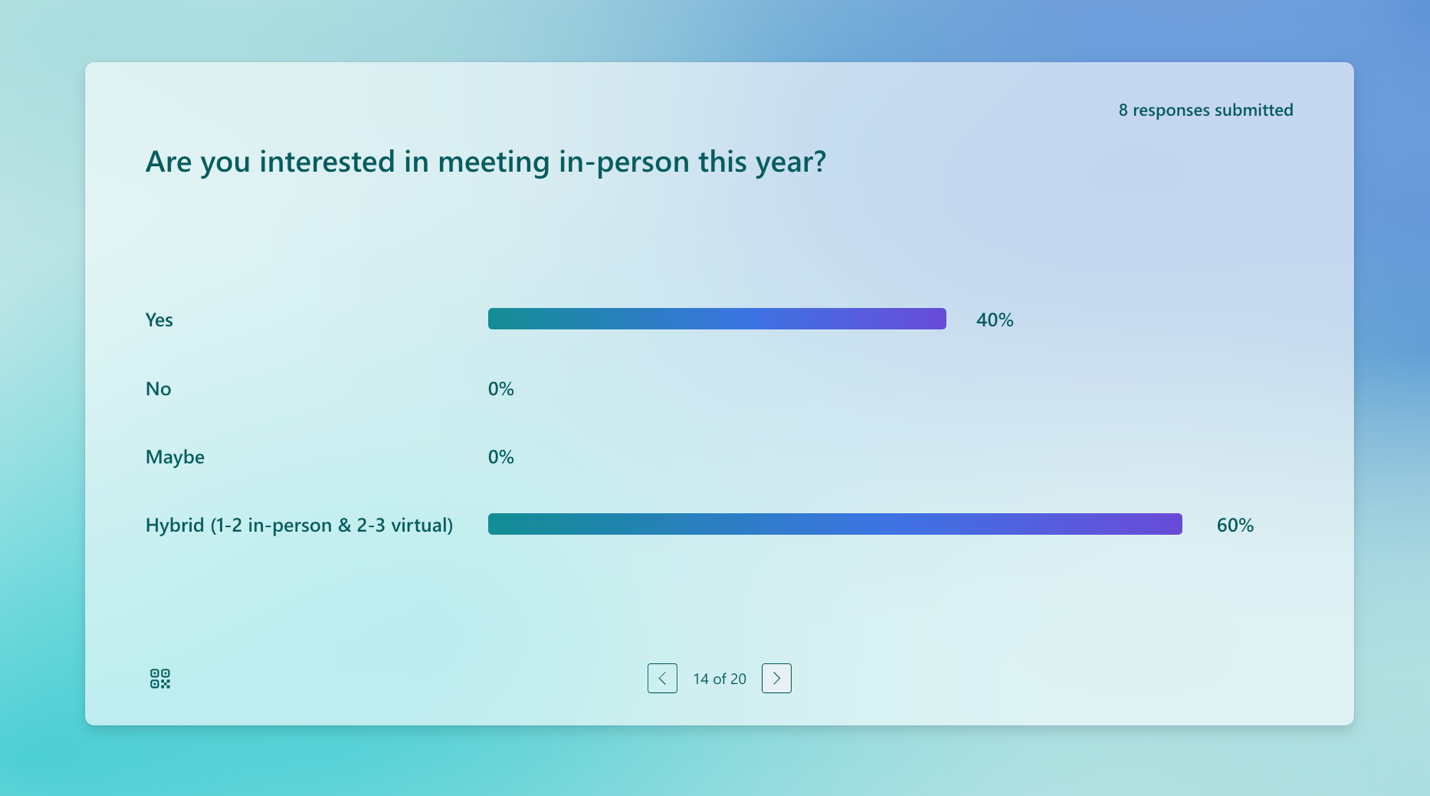 8 responses submitted
Are you interested in meeting in-person this year?
Yes 40%
No 0%
Maybe 0%
Hybrid (1-2 in-person & 2-3 virtual) 60%
14 of 20